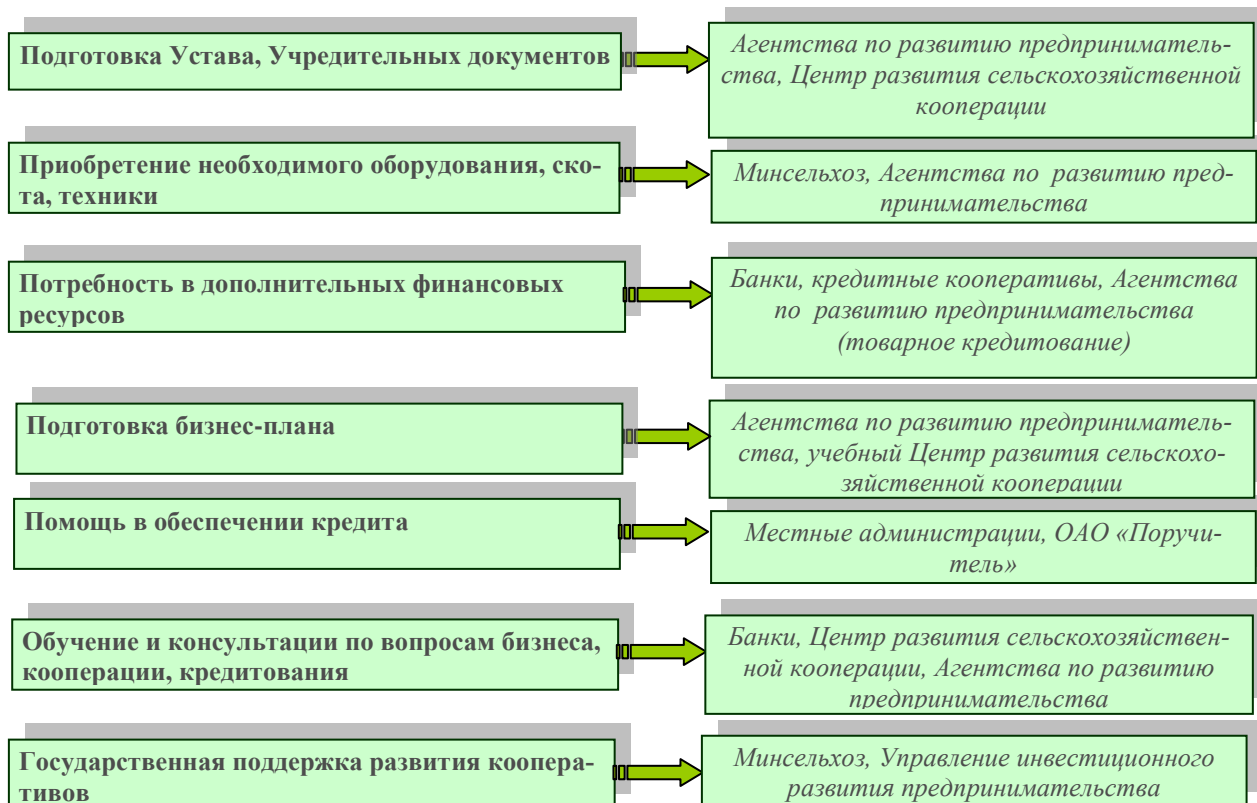 Подготовка Устава, Учредительных документов
Агентства по развитию предприниматель-
ства, Центр развития сельскохозяйственной
кооперации
Приобретение необходимого оборудования, ско-
та, техники
Минсельхоз, Агентства по развитию пред-
принимательства
Потребность в дополнительных финансовых
ресурсов
Банки, кредитные кооперативы, Агентства
по развитию предпринимательства
(товарное кредитование)
Подготовка бизнес-плана
Агентства по развитию предприниматель-
ства, учебный Центр развития сельскохо-
зяйственной кооперации
Помощь в обеспечении кредита
Местные администрации, ОАО «Поручи-
тель»
Обучение и консультации по вопросам бизнеса,
кооперации, кредитования
Банки, Центр развития сельскохозяйствен-
ной кооперации, Агентства по развитию
предпринимательства
Государственная поддержка развития коопера-
тивов
Минсельхоз, Управление инвестиционного
развития предпринимательства